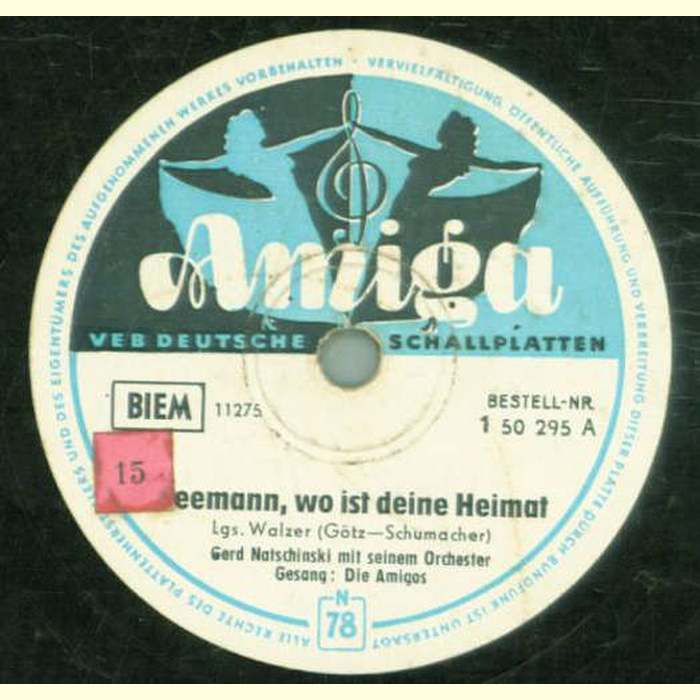 ALLE RECHTE DES PLATTENHERSTELLERS UND DES EIGENTÜMERS DES AUFGENOMMENEN WERKES VORBEHALTEN · VERVIELFÄLTIGUNG, ÖFFENTLICHE AUFFÜHRUNG UND VERBREITUNG DIESER PLATTE DURCH RUNDFUNK IST UNTERSAGT
Amiga
VEB DEUTSCHE SCHALLPLATTEN
BIEM 11275
BESTELL-NR.
1 50 295 A
15
eemann, wo ist deine Heimat
Lgs. Walzer (Götz—Schumacher)
Gerd Natschinski mit seinem Orchester
Gesang: Die Amigos
N
78